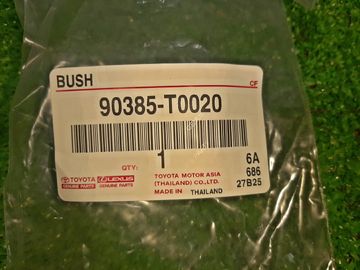 BUSH
CF
90385-T0020
QTY: 1 6A
TOYOTA LEXUS TOYOTA MOTOR ASIA 686
GENUINE PARTS GENUINE PARTS (THAILAND) CO.,LTD. 27B25
MADE IN THAILAND